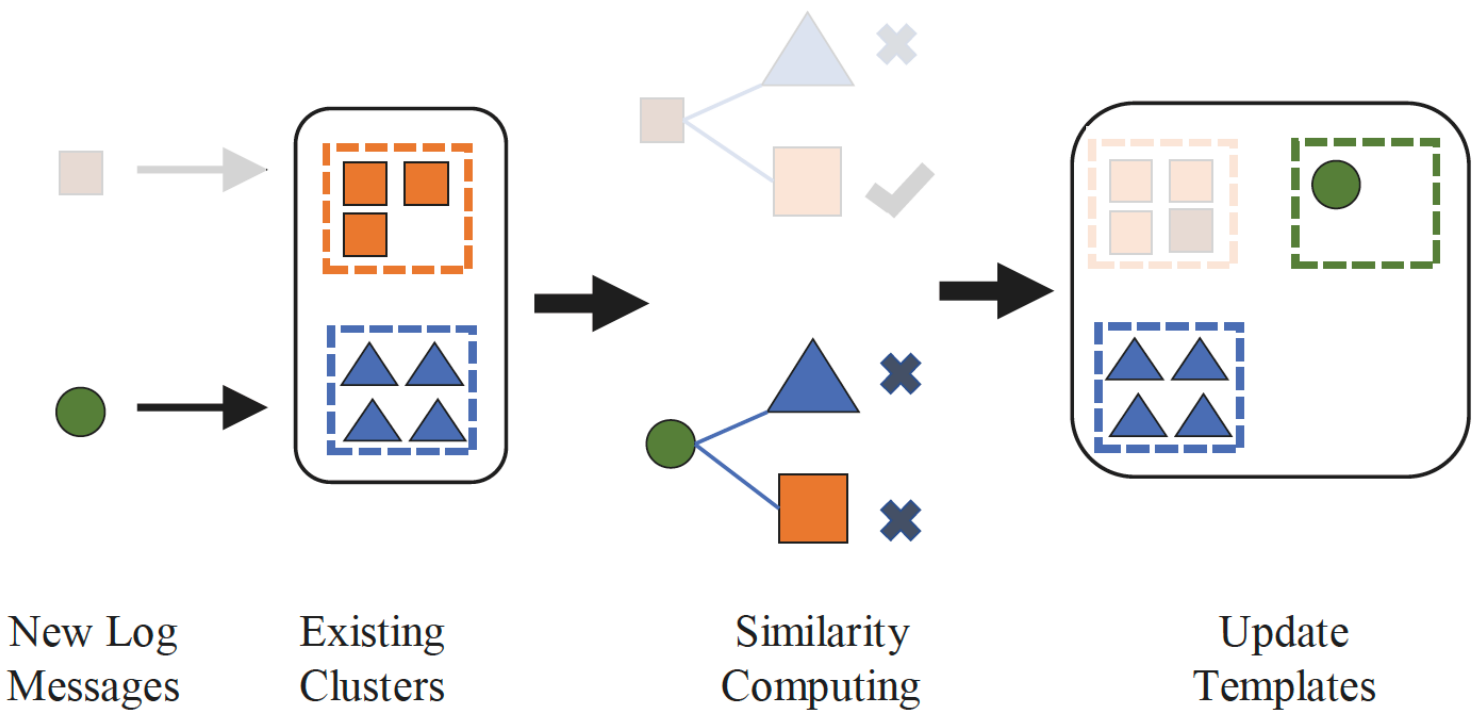 New Log
Messages
Existing
Clusters
Similarity
Computing
Update
Templates